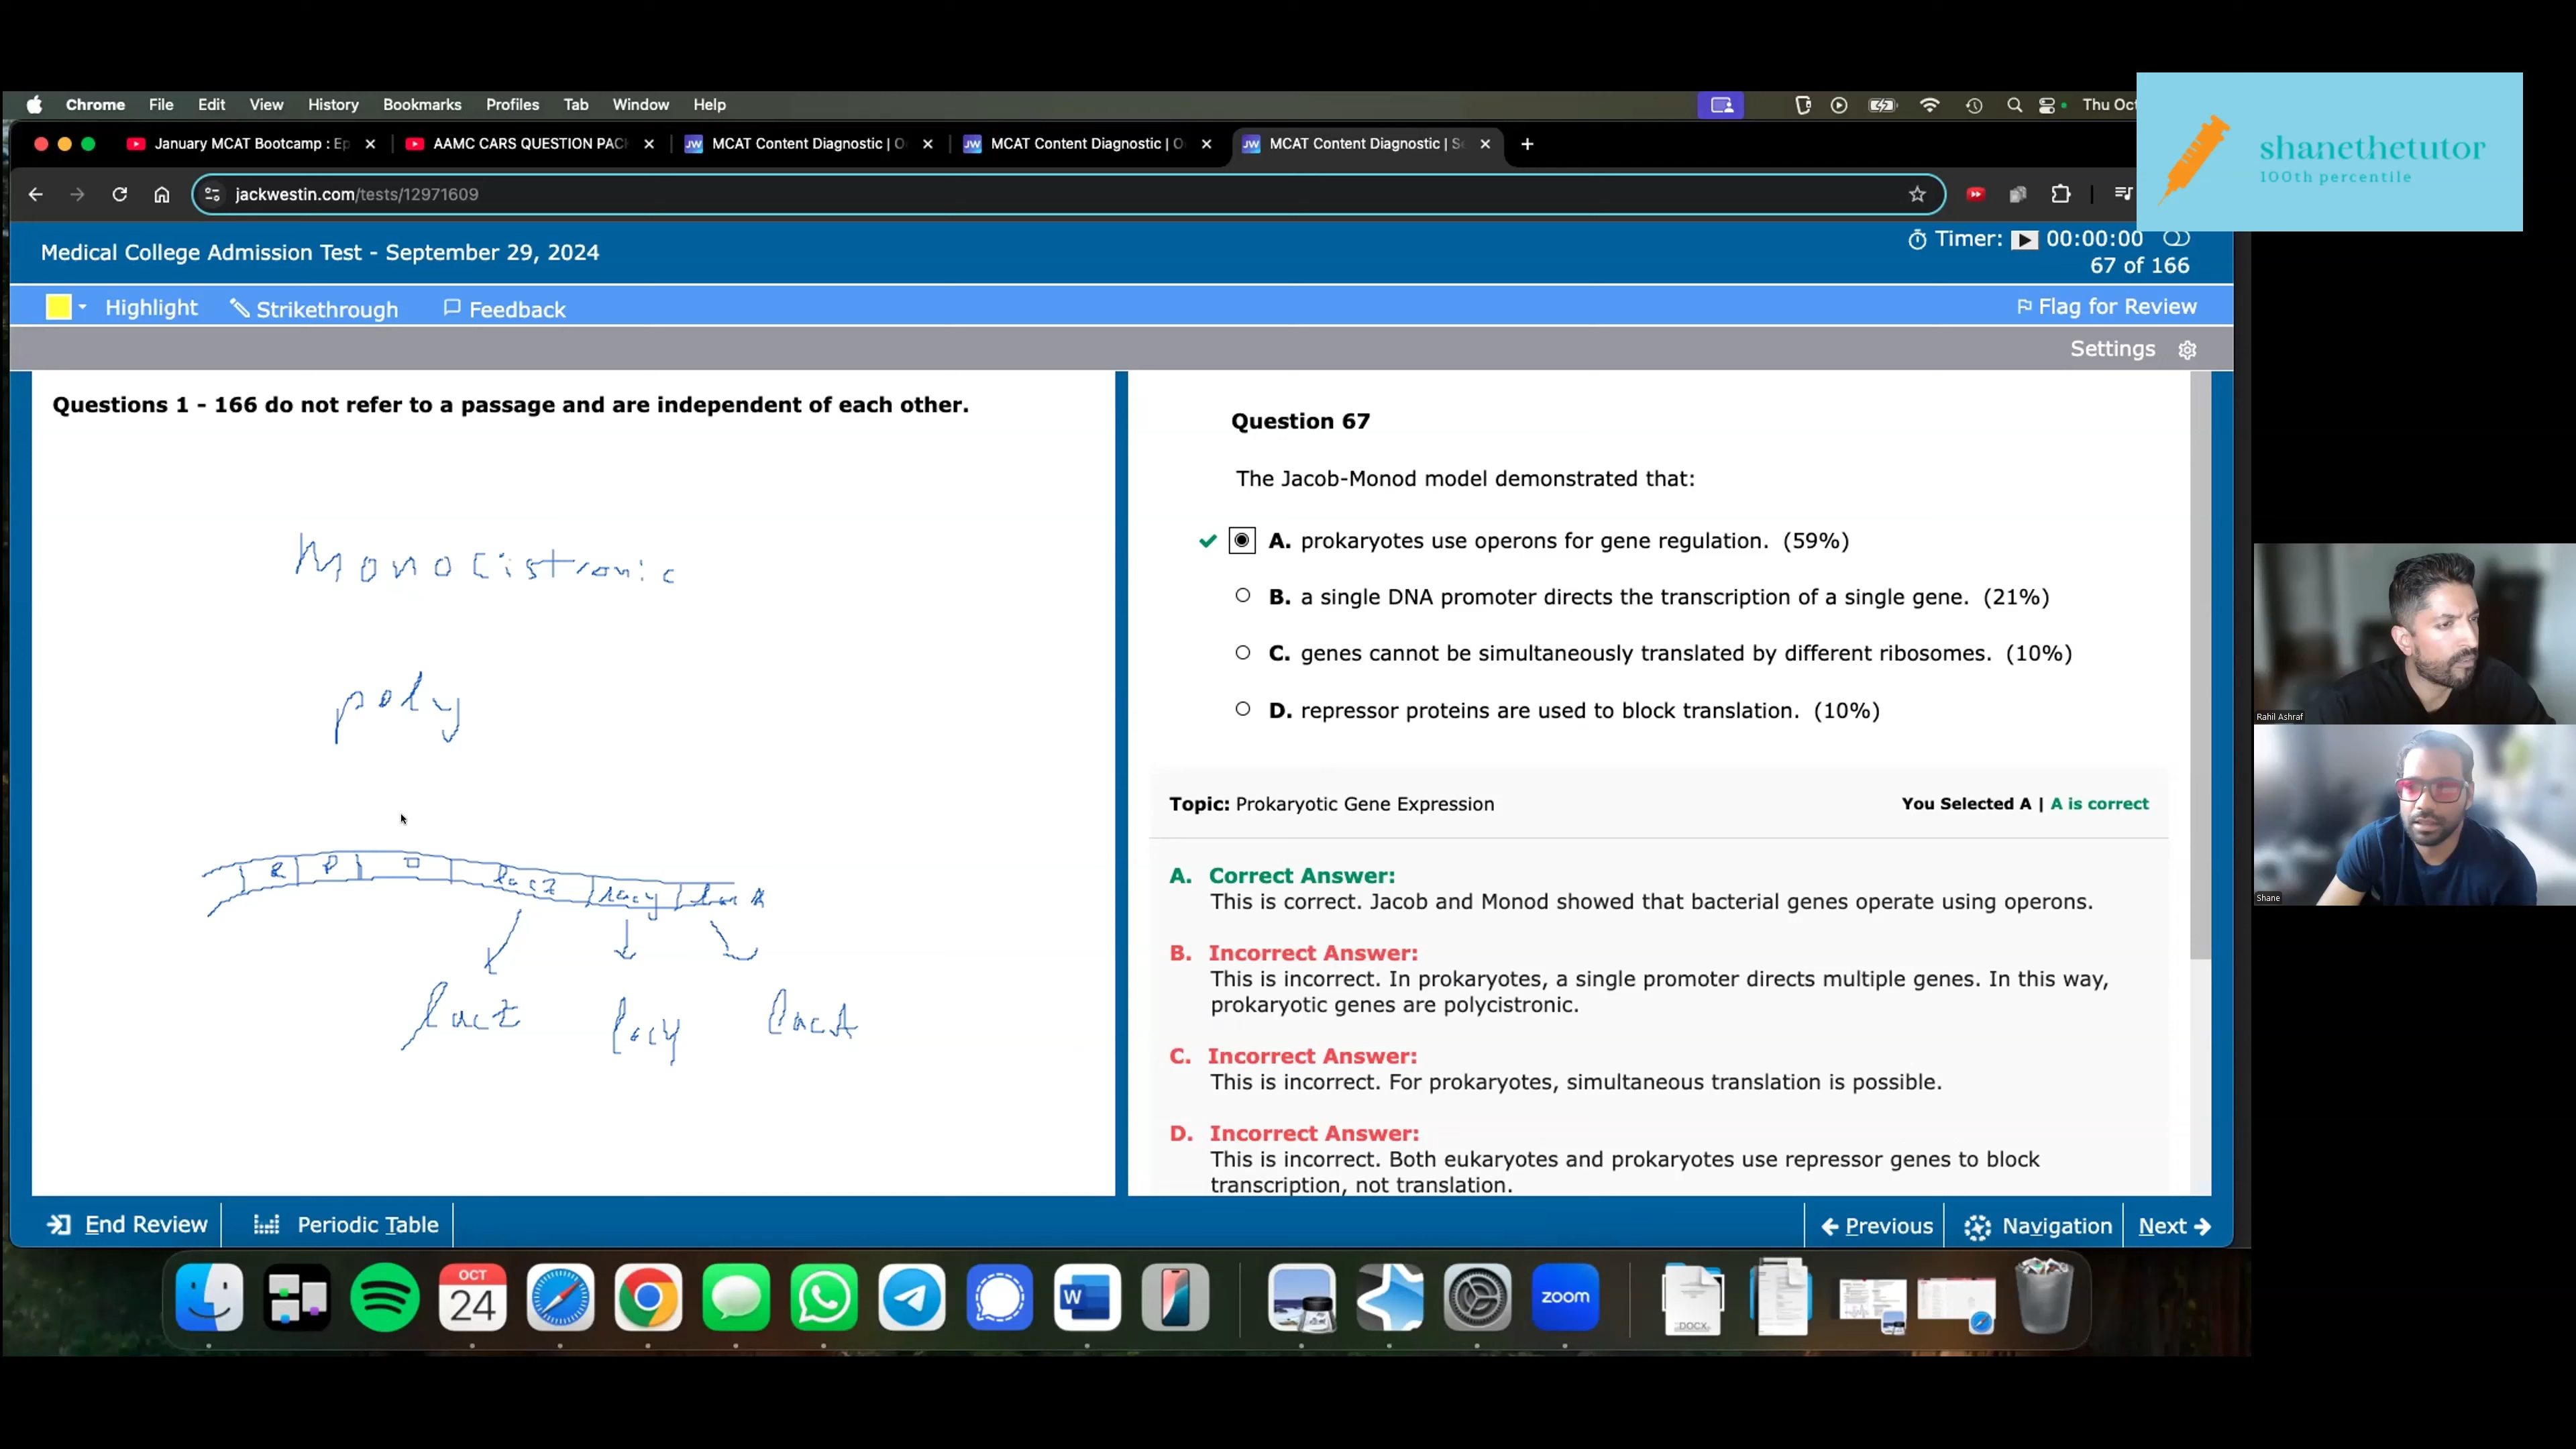 Chrome File Edit View History Bookmarks Profiles Tab Window Help
Thu Oct
shanethetutor
100th percentile
January MCAT Bootcamp : Ep
AAMC CARS QUESTION PAC
MCAT Content Diagnostic | O
MCAT Content Diagnostic | O
MCAT Content Diagnostic | Se
jackwestin.com/tests/12971609
Medical College Admission Test - September 29, 2024
Timer: 00:00:00
67 of 166
Highlight Strikethrough Feedback
Flag for Review
Settings
Questions 1 - 166 do not refer to a passage and are independent of each other.
Monocistronic
poly
R P O lacZ lacY lacA
lacZ lacY lacA
Question 67
The Jacob-Monod model demonstrated that:
A. prokaryotes use operons for gene regulation. (59%)
B. a single DNA promoter directs the transcription of a single gene. (21%)
C. genes cannot be simultaneously translated by different ribosomes. (10%)
D. repressor proteins are used to block translation. (10%)
Topic: Prokaryotic Gene Expression
You Selected A | A is correct
A. Correct Answer:
This is correct. Jacob and Monod showed that bacterial genes operate using operons.
B. Incorrect Answer:
This is incorrect. In prokaryotes, a single promoter directs multiple genes. In this way,
prokaryotic genes are polycistronic.
C. Incorrect Answer:
This is incorrect. For prokaryotes, simultaneous translation is possible.
D. Incorrect Answer:
This is incorrect. Both eukaryotes and prokaryotes use repressor genes to block
transcription, not translation.
Rahil Ashraf
Shane
End Review
Periodic Table
Previous
Navigation
Next
OCT
24
W
zoom
DOCX